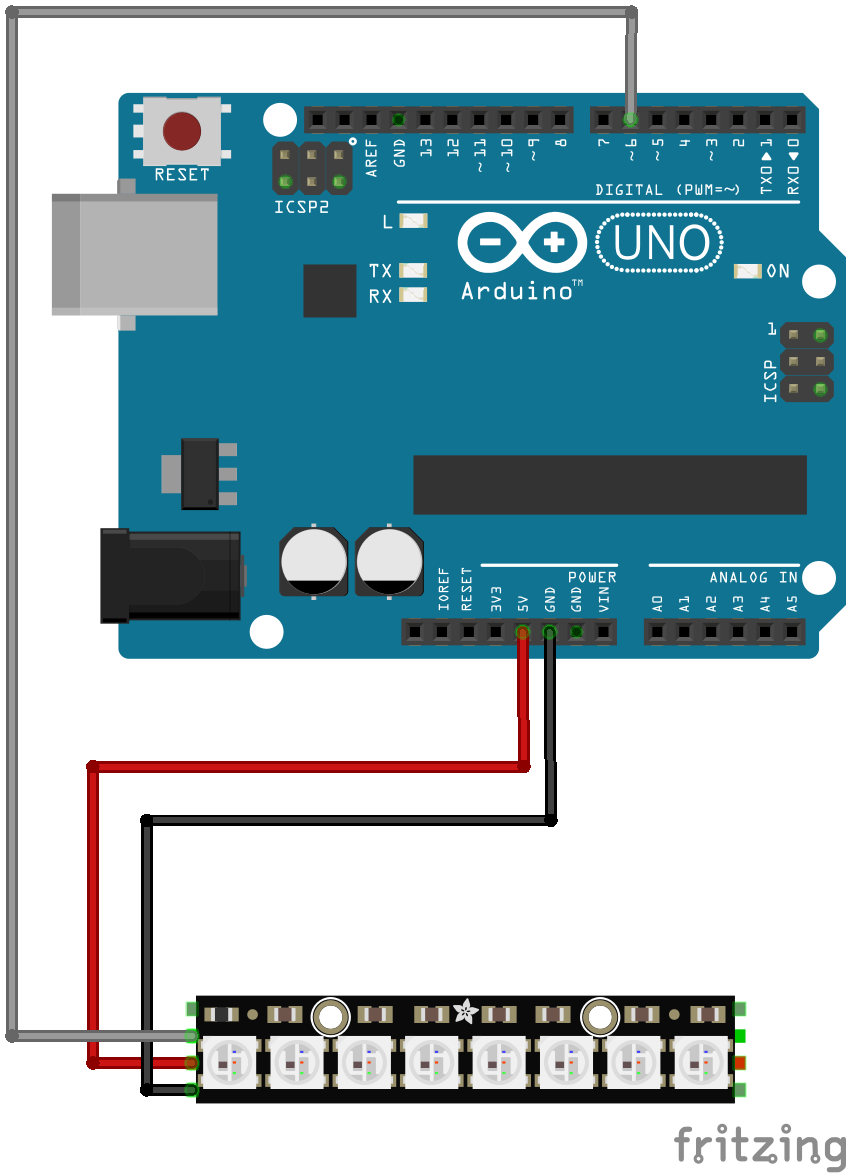 RESET
ICSP2
AREF
GND
13
12
~11
~10
~9
8
7
~6
~5
4
~3
2
TX0▶1
RX0◀0
DIGITAL (PWM=~)
L
TX
RX
UNO
Arduino™
ON
1
ICSP
IOREF
RESET
3V3
5V
GND
GND
VIN
POWER
ANALOG IN
A0
A1
A2
A3
A4
A5
fritzing